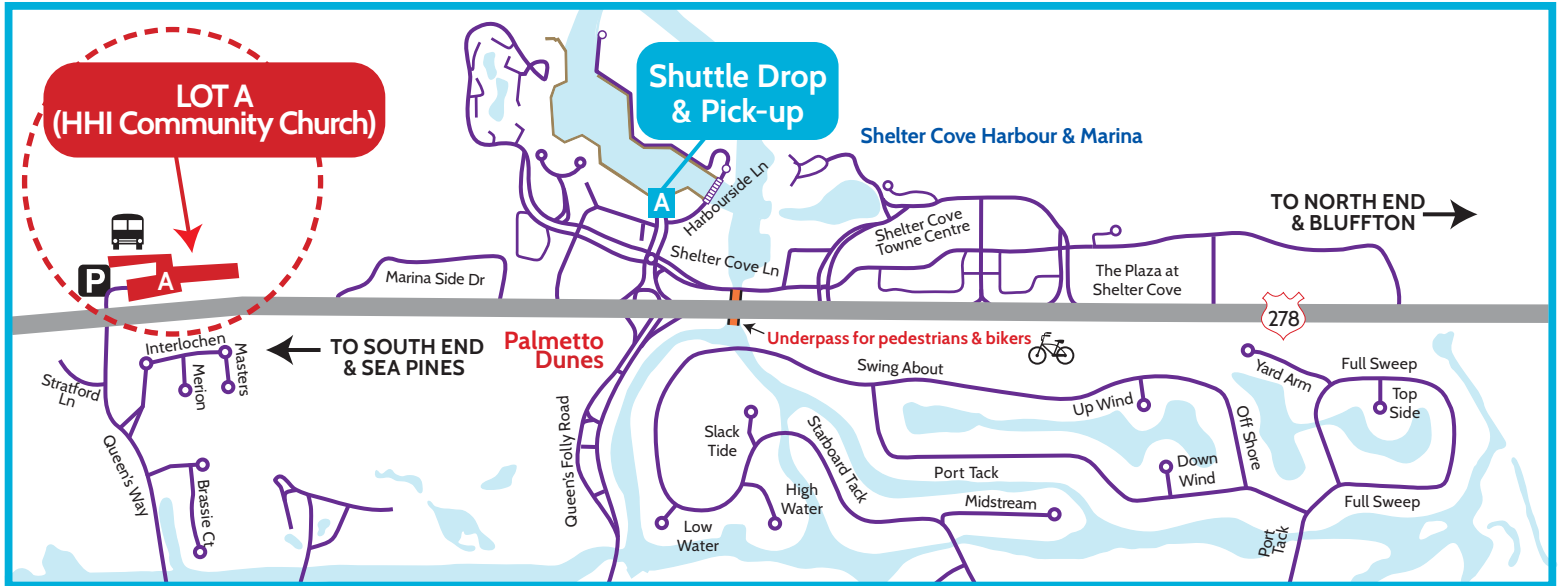 LOT A
(HHI Community Church)
P
A
Shuttle Drop
& Pick-up
A
Harbourside Ln
Shelter Cove Harbour & Marina
Shelter Cove
Towne Centre
TO NORTH END
& BLUFFTON
Shelter Cove Ln
Marina Side Dr
The Plaza at
Shelter Cove
278
Underpass for pedestrians & bikers
Palmetto
Dunes
TO SOUTH END
& SEA PINES
Interlochen
Masters
Merion
Stratford
Ln
Queen's Way
Brassie Ct
Queen's Folly Road
Swing About
Slack
Tide
Starboard Tack
High
Water
Low
Water
Up Wind
Off Shore
Port Tack
Down
Wind
Midstream
Yard Arm
Full Sweep
Top
Side
Full Sweep
Port
Tack